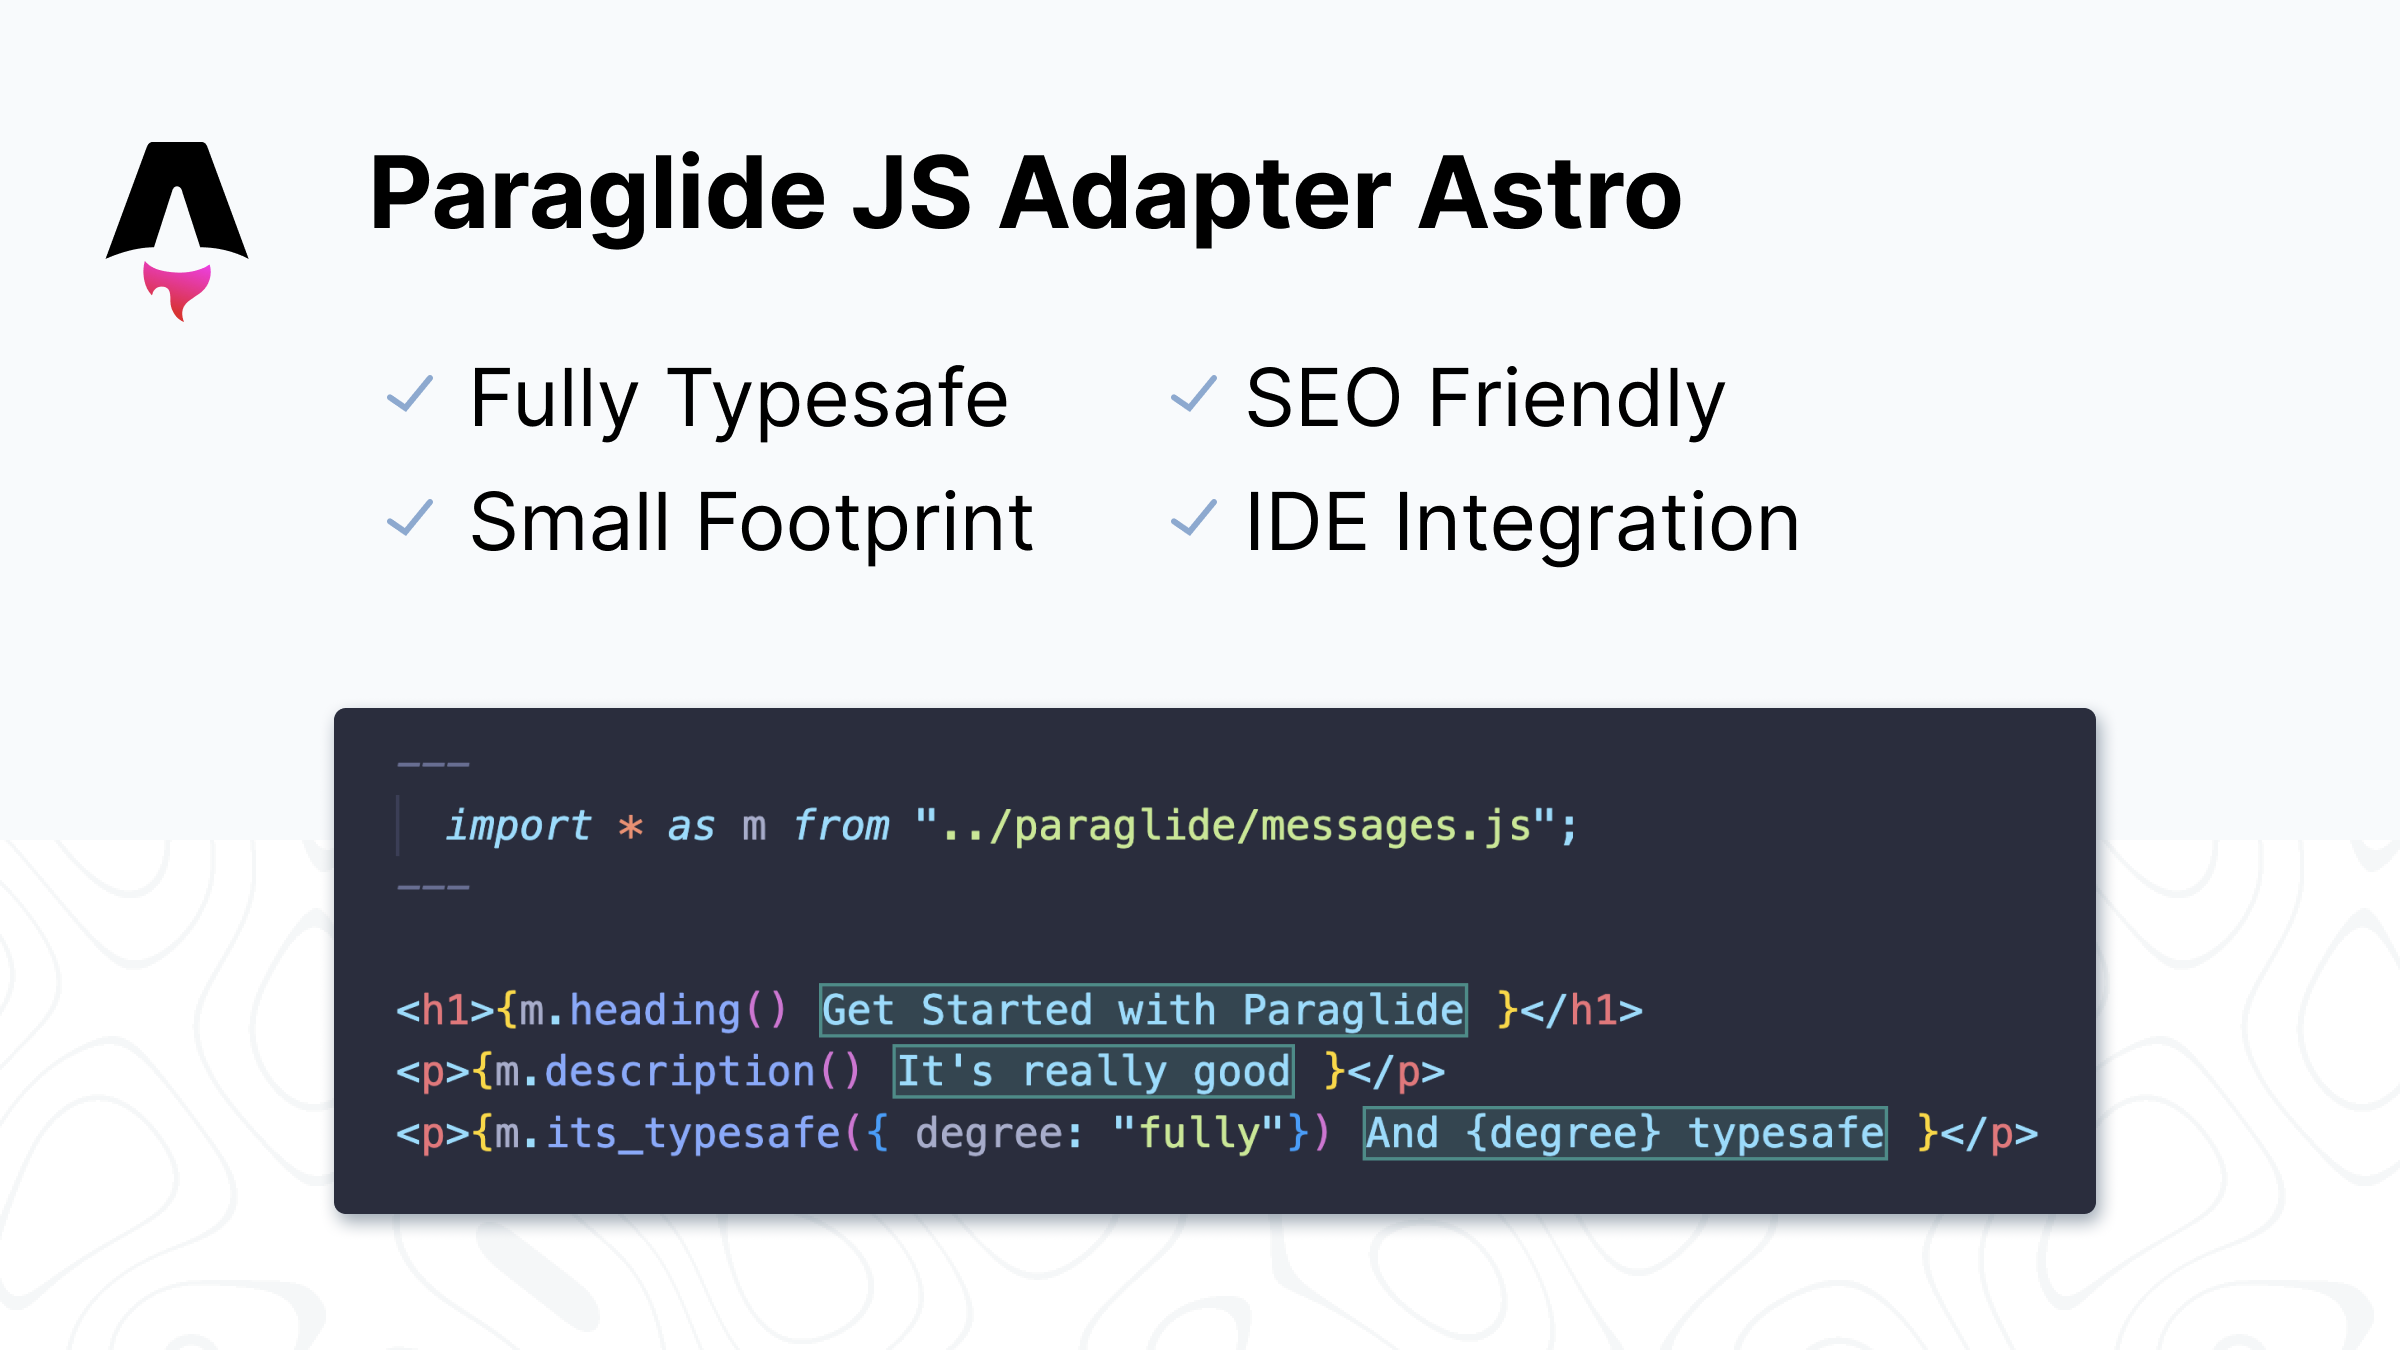 Paraglide JS Adapter Astro
Fully Typesafe
SEO Friendly
Small Footprint
IDE Integration
---
import * as m from "../paraglide/messages.js";
---
<h1>{m.heading() Get Started with Paraglide }</h1>
<p>{m.description() It's really good }</p>
<p>{m.its_typesafe({ degree: "fully"}) And {degree} typesafe }</p>